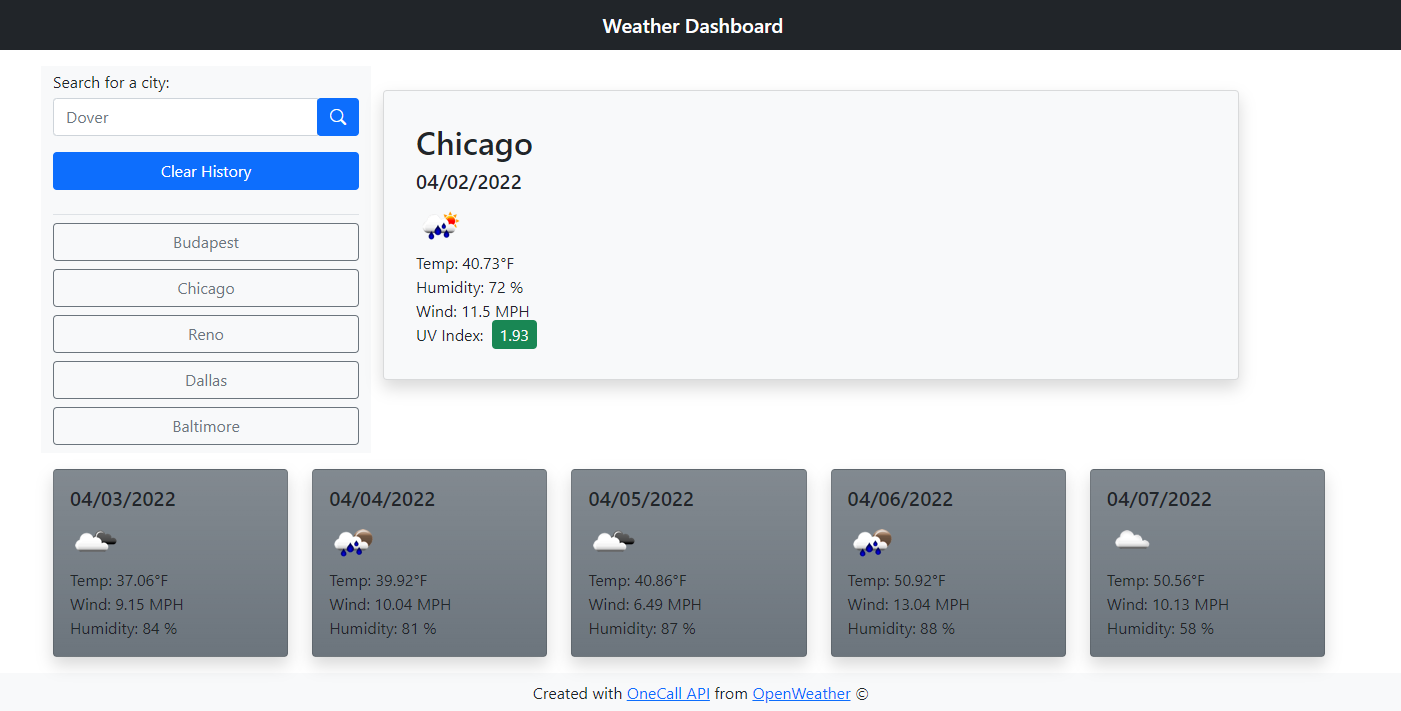 Weather Dashboard
Search for a city:
Dover
Clear History
Budapest
Chicago
Reno
Dallas
Baltimore
Chicago
04/02/2022
Temp: 40.73°F
Humidity: 72 %
Wind: 11.5 MPH
UV Index: 1.93
04/03/2022
Temp: 37.06°F
Wind: 9.15 MPH
Humidity: 84 %
04/04/2022
Temp: 39.92°F
Wind: 10.04 MPH
Humidity: 81 %
04/05/2022
Temp: 40.86°F
Wind: 6.49 MPH
Humidity: 87 %
04/06/2022
Temp: 50.92°F
Wind: 13.04 MPH
Humidity: 88 %
04/07/2022
Temp: 50.56°F
Wind: 10.13 MPH
Humidity: 58 %
Created with OneCall API from OpenWeather ©